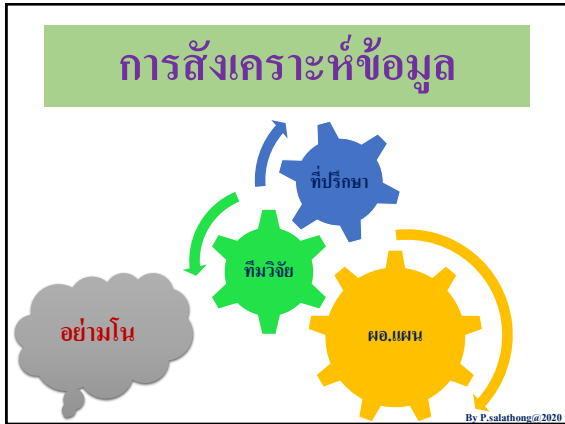 การสังเคราะห์ข้อมูล
ที่ปรึกษา
ทีมวิจัย
อย่ามโน
ผอ.แผน
By P.salathong@2020